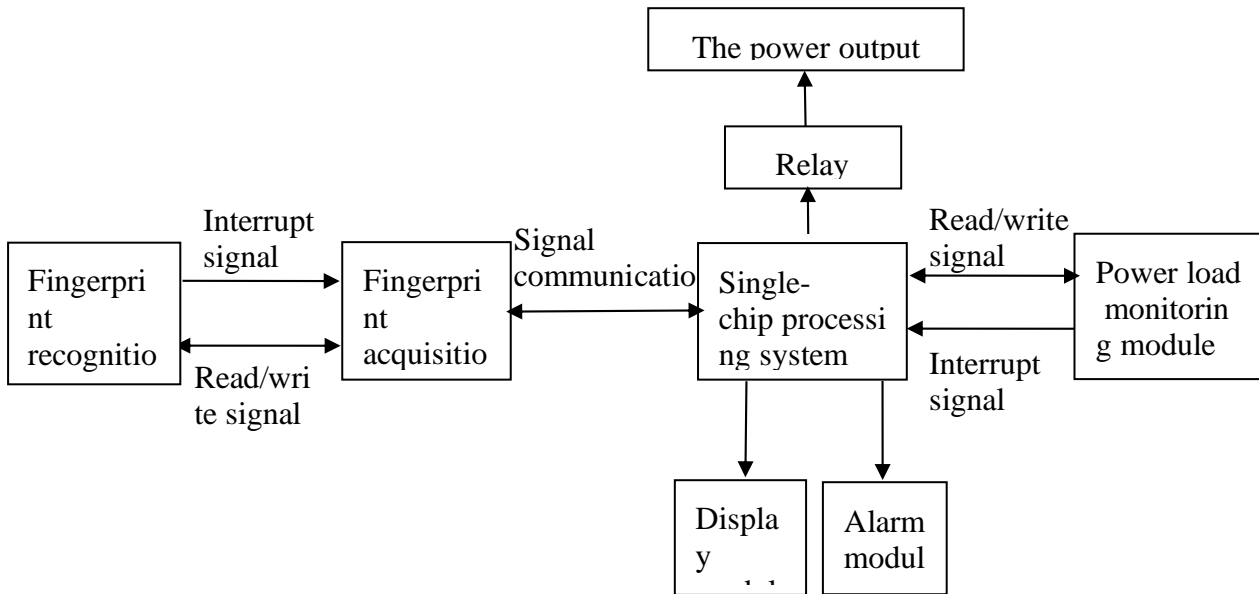 The power output
Relay
Interrupt
signal
Fingerpri
nt
recognitio
Read/wri
te signal
Fingerpri
nt
acquisitio
Signal
communicatio
Single-
chip processi
ng system
Read/write
signal
Interrupt
signal
Power load
monitorin
g module
Displa
y
Alarm
modul